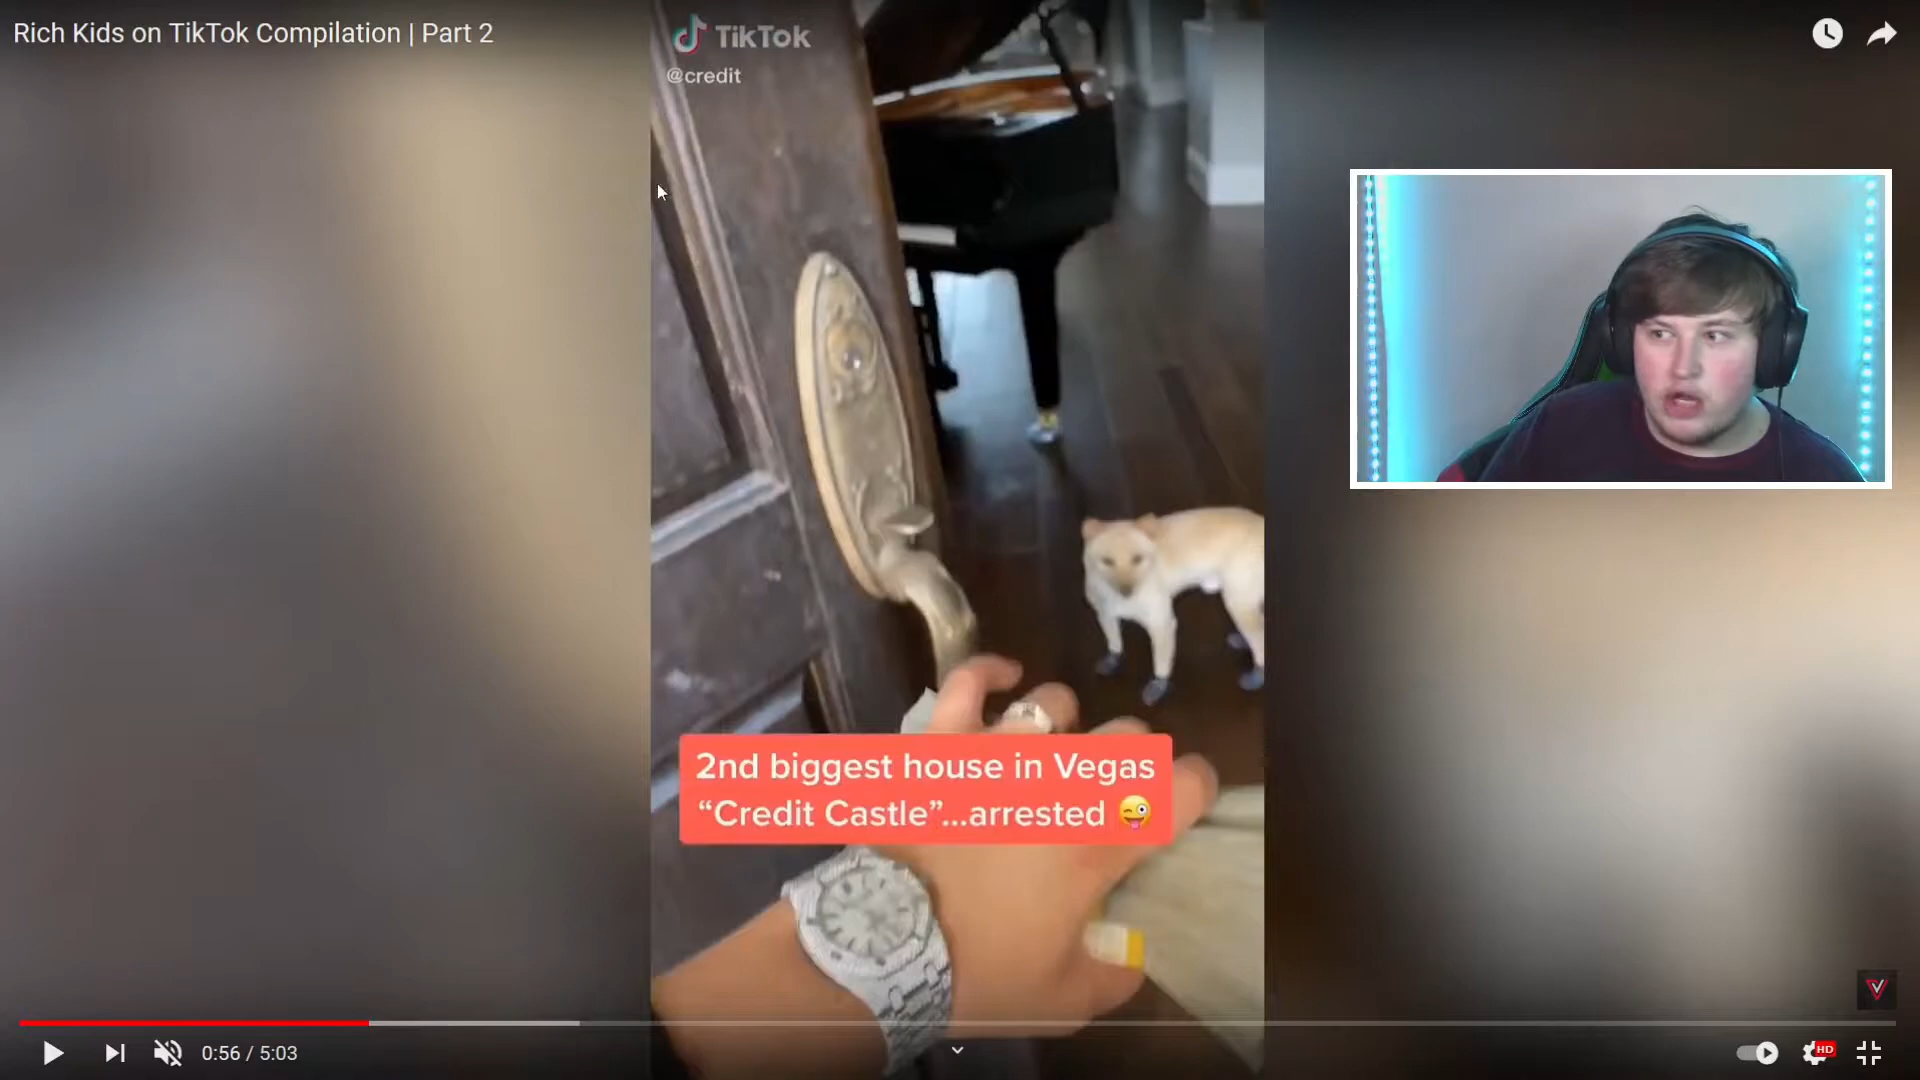 Rich Kids on TikTok Compilation | Part 2
TikTok
@credit
2nd biggest house in Vegas
“Credit Castle”...arrested 😜
0:56 / 5:03
HD